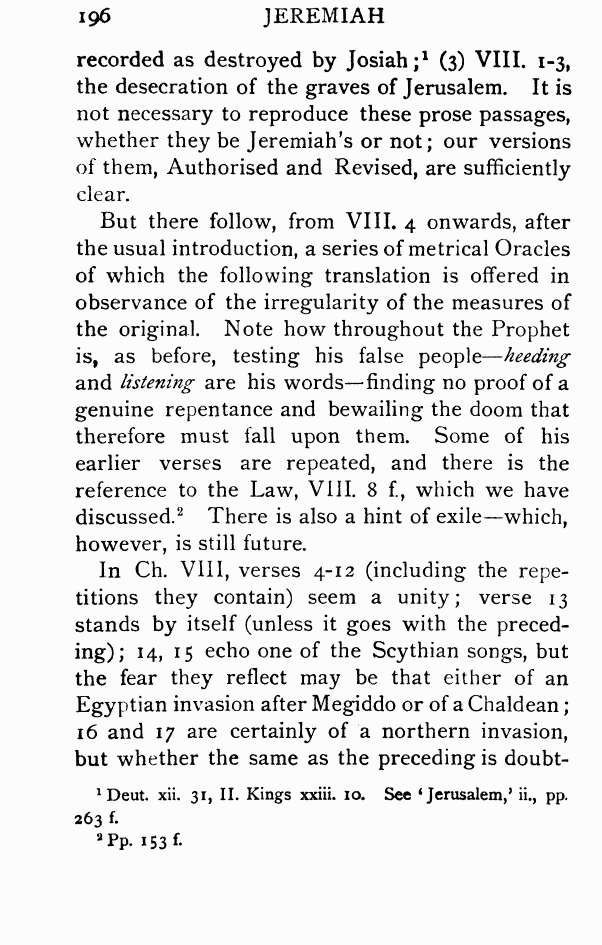 196 JEREMIAH
recorded as destroyed by Josiah;¹ (3) VIII. 1-3,
the desecration of the graves of Jerusalem. It is
not necessary to reproduce these prose passages,
whether they be Jeremiah's or not; our versions
of them, Authorised and Revised, are sufficiently
clear.
But there follow, from VIII. 4 onwards, after
the usual introduction, a series of metrical Oracles
of which the following translation is offered in
observance of the irregularity of the measures of
the original. Note how throughout the Prophet
is, as before, testing his false people—heeding
and listening are his words—finding no proof of a
genuine repentance and bewailing the doom that
therefore must fall upon them. Some of his
earlier verses are repeated, and there is the
reference to the Law, VIII. 8 f., which we have
discussed.² There is also a hint of exile—which,
however, is still future.
In Ch. VIII, verses 4-12 (including the repe-
titions they contain) seem a unity; verse 13
stands by itself (unless it goes with the preced-
ing); 14, 15 echo one of the Scythian songs, but
the fear they reflect may be that either of an
Egyptian invasion after Megiddo or of a Chaldean;
16 and 17 are certainly of a northern invasion,
but whether the same as the preceding is doubt-
¹ Deut. xii. 31, II. Kings xxiii. 10. See 'Jerusalem,' ii., pp.
263 f.
² Pp. 153 f.